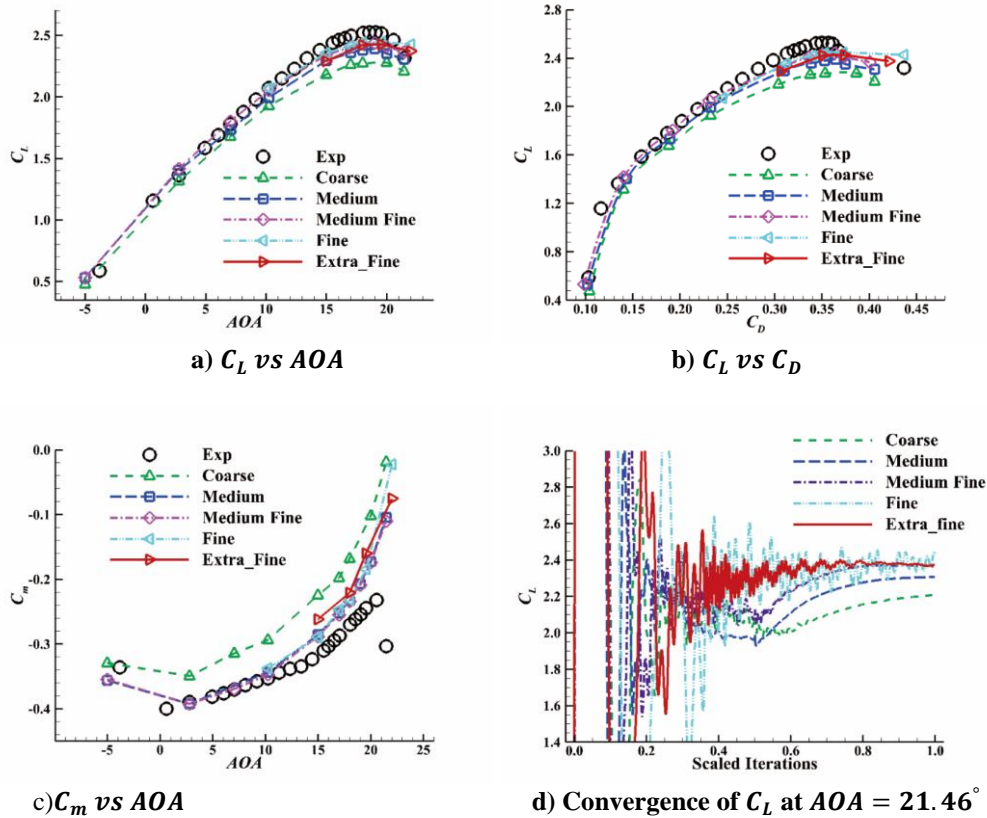 2.5
2.0
1.5
1.0
0.5
C_L
-5
0
5
10
15
20
AOA
Exp
Coarse
Medium
Medium Fine
Fine
Extra_Fine
a) C_L vs AOA
2.8
2.4
2.0
1.6
1.2
0.8
0.4
C_L
0.10
0.15
0.20
0.25
0.30
0.35
0.40
0.45
C_D
Exp
Coarse
Medium
Medium Fine
Fine
Extra_Fine
b) C_L vs C_D
0.0
-0.1
-0.2
-0.3
-0.4
C_m
-5
0
5
10
15
20
25
AOA
Exp
Coarse
Medium
Medium Fine
Fine
Extra_Fine
c)C_m vs AOA
3.0
2.8
2.6
2.4
2.2
2.0
1.8
1.6
1.4
C_L
0.0
0.2
0.4
0.6
0.8
1.0
Scaled Iterations
Coarse
Medium
Medium Fine
Fine
Extra_fine
d) Convergence of C_L at AOA = 21.46°